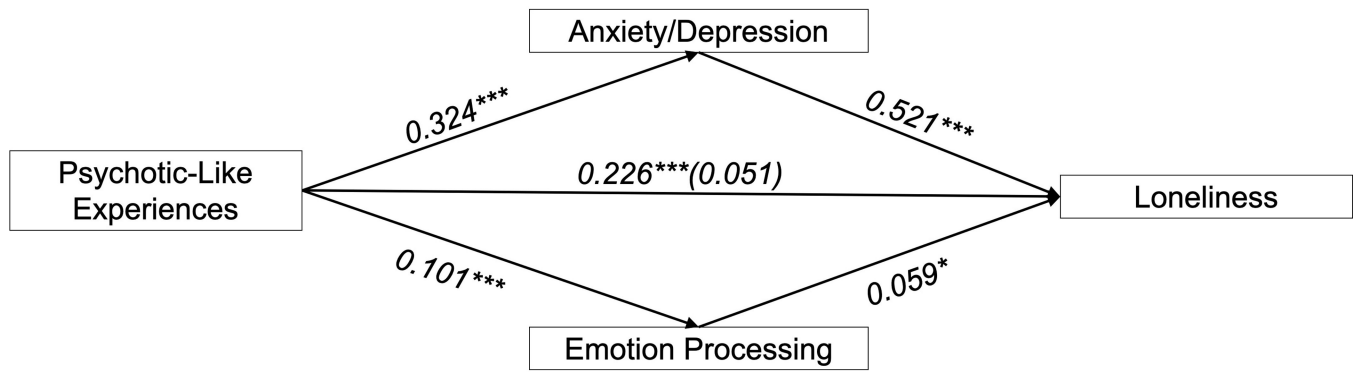 Anxiety/Depression
0.324***
0.521***
Psychotic-Like
Experiences
0.226***(0.051)
Loneliness
0.101***
0.059*
Emotion Processing